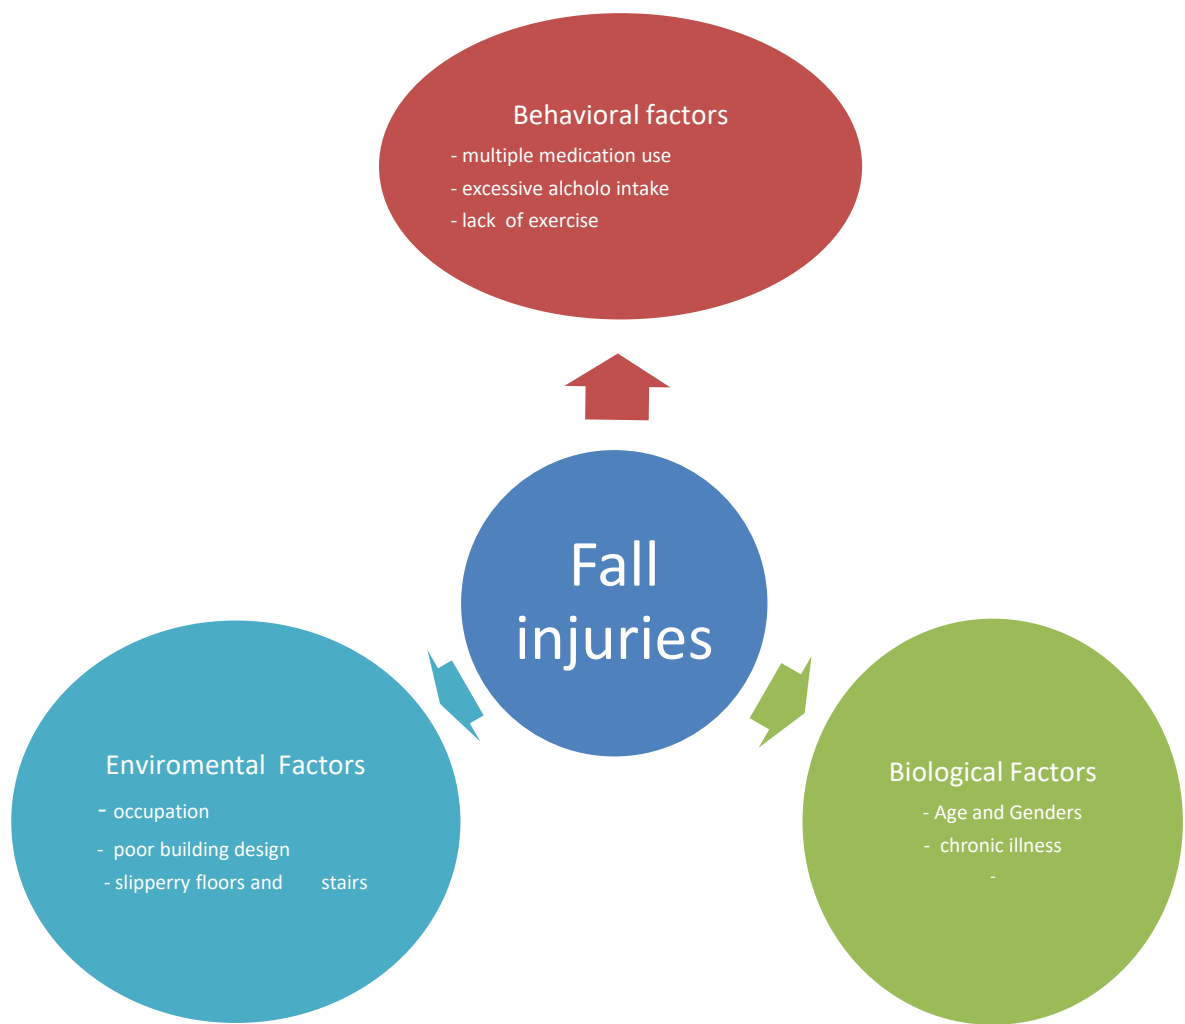 Behavioral factors
- multiple medication use
- excessive alcholo intake
- lack of exercise
Fall
injuries
Enviromental Factors
- occupation
- poor building design
- slipperry floors and stairs
Biological Factors
- Age and Genders
- chronic illness
-